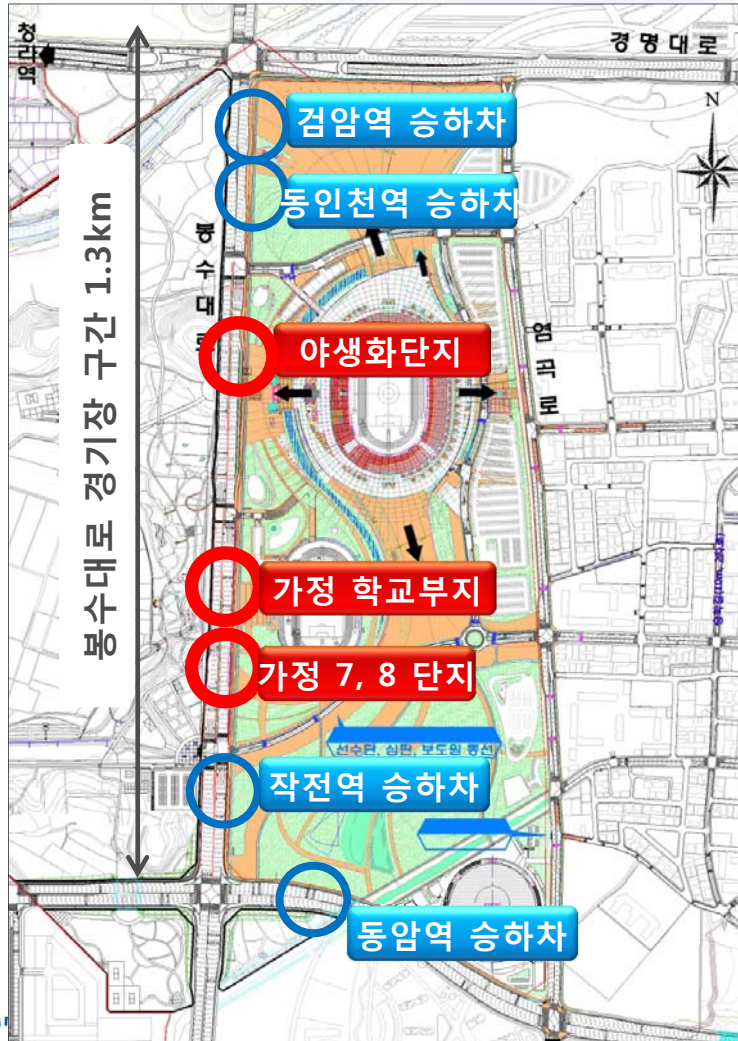 청라역
경명대로
N
검암역 승하차
동인천역 승하차
봉수대로
봉수대로 경기장 구간 1.3km
야생화단지
염곡로
가정 학교부지
가정 7, 8 단지
선수단, 심판, 보도원 동선
작전역 승하차
동암역 승하차